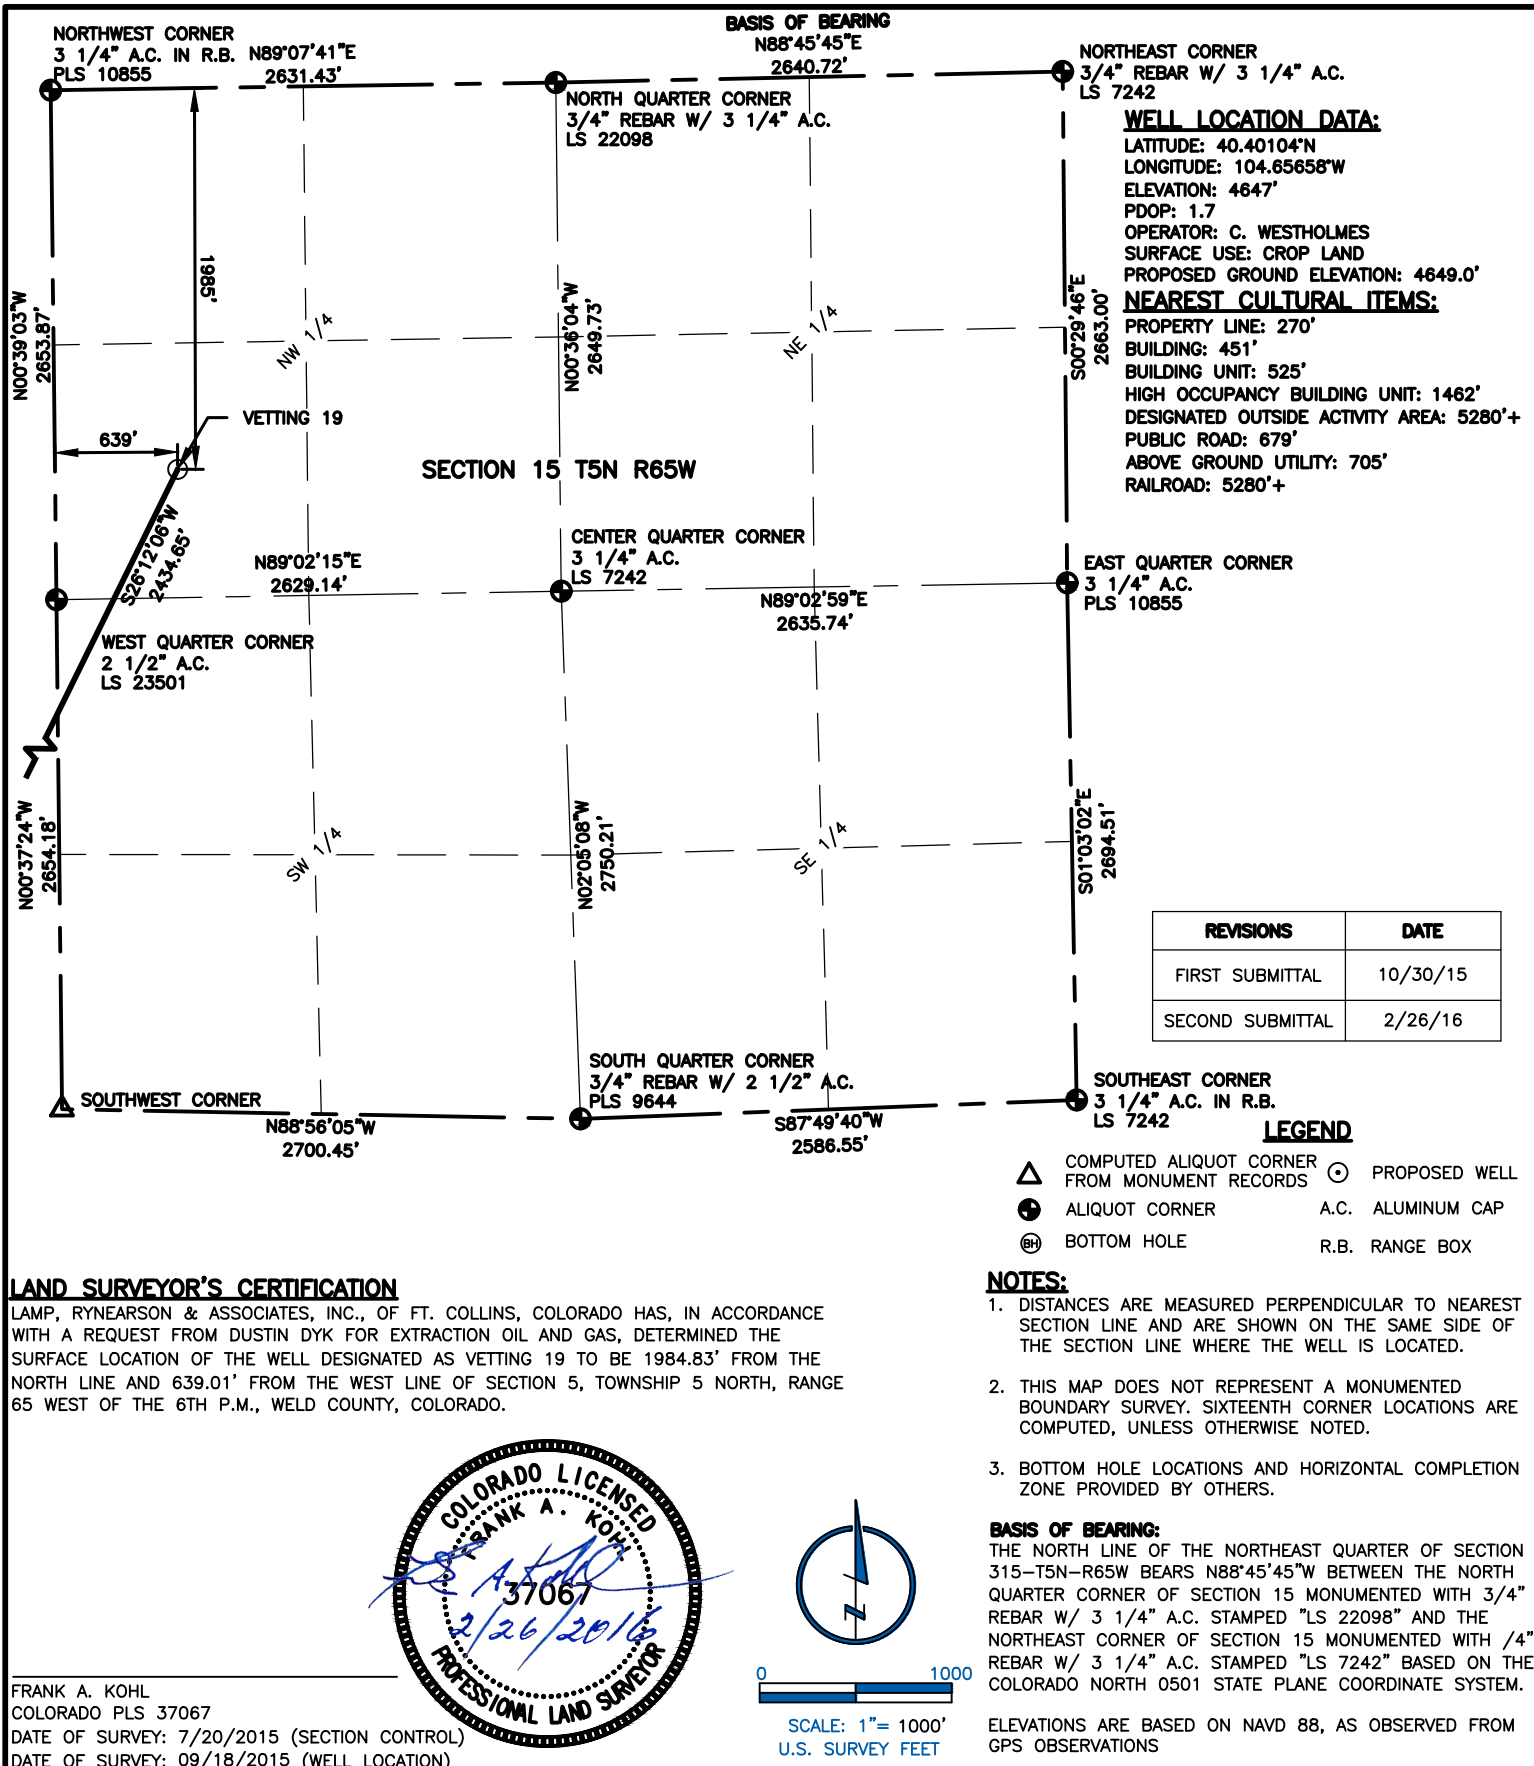 BASIS OF BEARING
N88°45'45"E
2640.72'
NORTHWEST CORNER
3 1/4" A.C. IN R.B.
PLS 10855
N89°07'41"E
2631.43'
NORTH QUARTER CORNER
3/4" REBAR W/ 3 1/4" A.C.
LS 22098
NORTHEAST CORNER
3/4" REBAR W/ 3 1/4" A.C.
LS 7242
WELL LOCATION DATA:
LATITUDE: 40.40104°N
LONGITUDE: 104.65658°W
ELEVATION: 4647'
PDOP: 1.7
OPERATOR: C. WESTHOLMES
SURFACE USE: CROP LAND
PROPOSED GROUND ELEVATION: 4649.0'
NEAREST CULTURAL ITEMS:
PROPERTY LINE: 270'
BUILDING: 451'
BUILDING UNIT: 525'
HIGH OCCUPANCY BUILDING UNIT: 1462'
DESIGNATED OUTSIDE ACTIVITY AREA: 5280'+
PUBLIC ROAD: 679'
ABOVE GROUND UTILITY: 705'
RAILROAD: 5280'+
1985'
N00°39'03"W
2653.87'
NW 1/4
N00°36'04"W
2649.73'
NE 1/4
S00°29'46"E
2663.00'
VETTING 19
639'
SECTION 15 T5N R65W
S26°12'06"W
2434.65'
N89°02'15"E
2629.14'
CENTER QUARTER CORNER
3 1/4" A.C.
LS 7242
N89°02'59"E
2635.74'
EAST QUARTER CORNER
3 1/4" A.C.
PLS 10855
WEST QUARTER CORNER
2 1/2" A.C.
LS 23501
N00°37'24"W
2654.18'
SW 1/4
N02°05'08"W
2750.21'
SE 1/4
S01°03'02"E
2694.51'
REVISIONS DATE
FIRST SUBMITTAL 10/30/15
SECOND SUBMITTAL 2/26/16
SOUTHWEST CORNER
N88°56'05"W
2700.45'
SOUTH QUARTER CORNER
3/4" REBAR W/ 2 1/2" A.C.
PLS 9644
S87°49'40"W
2586.55'
SOUTHEAST CORNER
3 1/4" A.C. IN R.B.
LS 7242
LEGEND
COMPUTED ALIQUOT CORNER
FROM MONUMENT RECORDS
PROPOSED WELL
ALIQUOT CORNER
A.C. ALUMINUM CAP
BH BOTTOM HOLE
R.B. RANGE BOX
LAND SURVEYOR'S CERTIFICATION
LAMP, RYNEARSON & ASSOCIATES, INC., OF FT. COLLINS, COLORADO HAS, IN ACCORDANCE
WITH A REQUEST FROM DUSTIN DYK FOR EXTRACTION OIL AND GAS, DETERMINED THE
SURFACE LOCATION OF THE WELL DESIGNATED AS VETTING 19 TO BE 1984.83' FROM THE
NORTH LINE AND 639.01' FROM THE WEST LINE OF SECTION 5, TOWNSHIP 5 NORTH, RANGE
65 WEST OF THE 6TH P.M., WELD COUNTY, COLORADO.
NOTES:
1. DISTANCES ARE MEASURED PERPENDICULAR TO NEAREST
SECTION LINE AND ARE SHOWN ON THE SAME SIDE OF
THE SECTION LINE WHERE THE WELL IS LOCATED.
2. THIS MAP DOES NOT REPRESENT A MONUMENTED
BOUNDARY SURVEY. SIXTEENTH CORNER LOCATIONS ARE
COMPUTED, UNLESS OTHERWISE NOTED.
3. BOTTOM HOLE LOCATIONS AND HORIZONTAL COMPLETION
ZONE PROVIDED BY OTHERS.
BASIS OF BEARING:
THE NORTH LINE OF THE NORTHEAST QUARTER OF SECTION
315-T5N-R65W BEARS N88°45'45"W BETWEEN THE NORTH
QUARTER CORNER OF SECTION 15 MONUMENTED WITH 3/4"
REBAR W/ 3 1/4" A.C. STAMPED "LS 22098" AND THE
NORTHEAST CORNER OF SECTION 15 MONUMENTED WITH /4"
REBAR W/ 3 1/4" A.C. STAMPED "LS 7242" BASED ON THE
COLORADO NORTH 0501 STATE PLANE COORDINATE SYSTEM.
ELEVATIONS ARE BASED ON NAVD 88, AS OBSERVED FROM
GPS OBSERVATIONS
COLORADO LICENSED
FRANK A. KOHL
A. Kohl
37067
2/26/2016
PROFESSIONAL LAND SURVEYOR
N
0 1000
SCALE: 1"= 1000'
U.S. SURVEY FEET
FRANK A. KOHL
COLORADO PLS 37067
DATE OF SURVEY: 7/20/2015 (SECTION CONTROL)
DATE OF SURVEY: 09/18/2015 (WELL LOCATION)